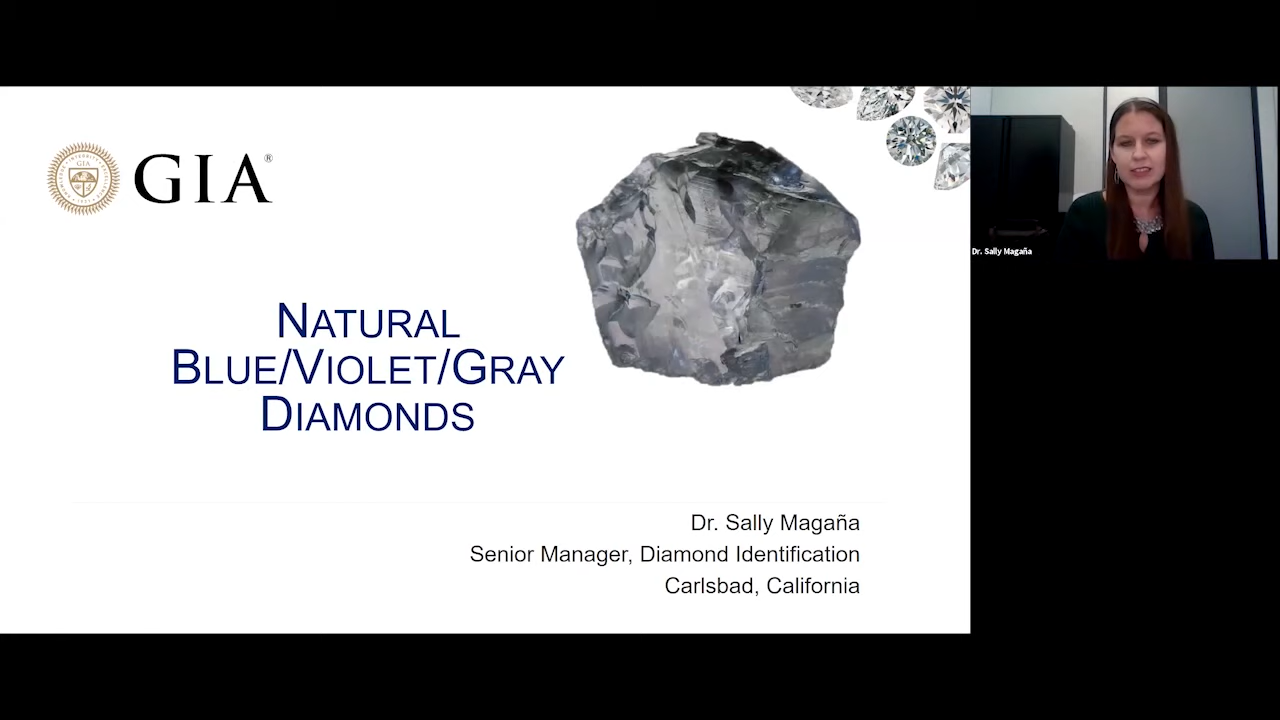 GIA®
NATURAL
BLUE/VIOLET/GRAY
DIAMONDS
Dr. Sally Magaña
Senior Manager, Diamond Identification
Carlsbad, California
Dr. Sally Magaña